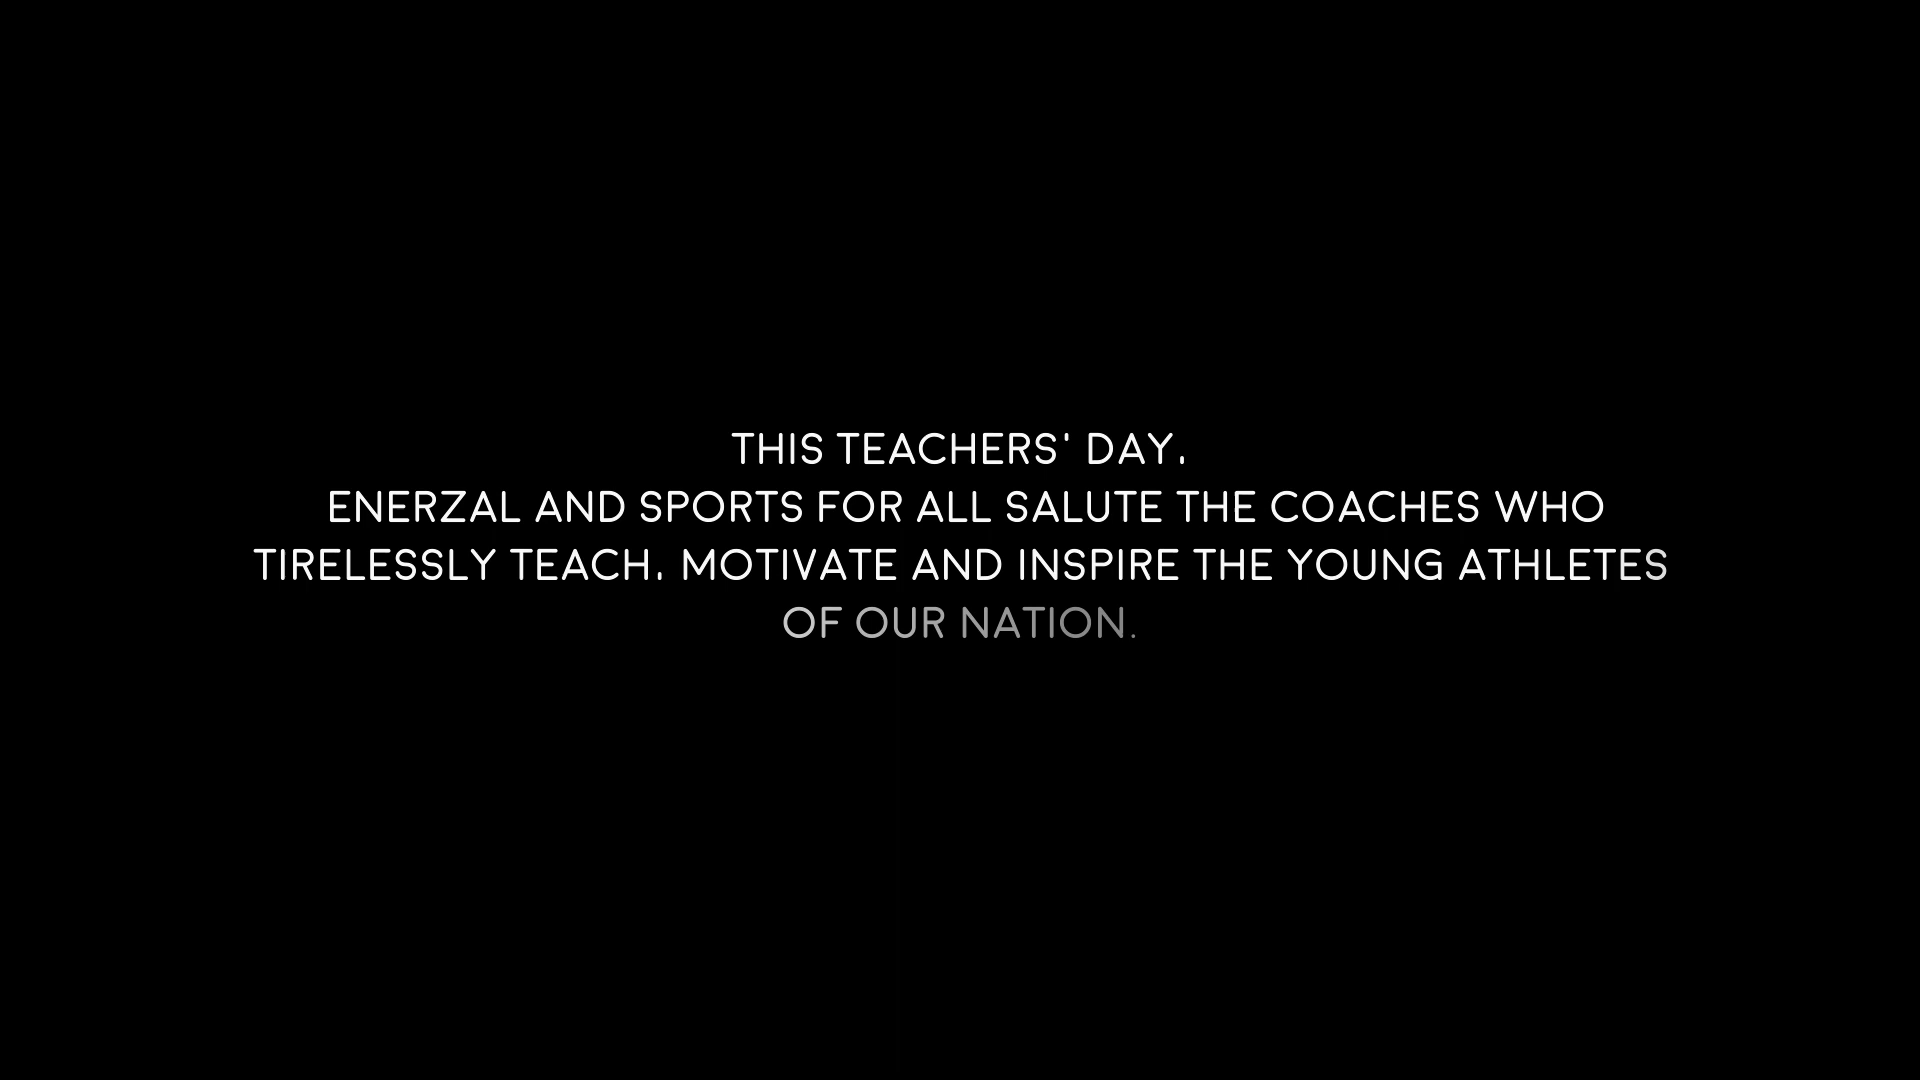 THIS TEACHERS' DAY,
ENERZAL AND SPORTS FOR ALL SALUTE THE COACHES WHO
TIRELESSLY TEACH, MOTIVATE AND INSPIRE THE YOUNG ATHLETES
OF OUR NATION.